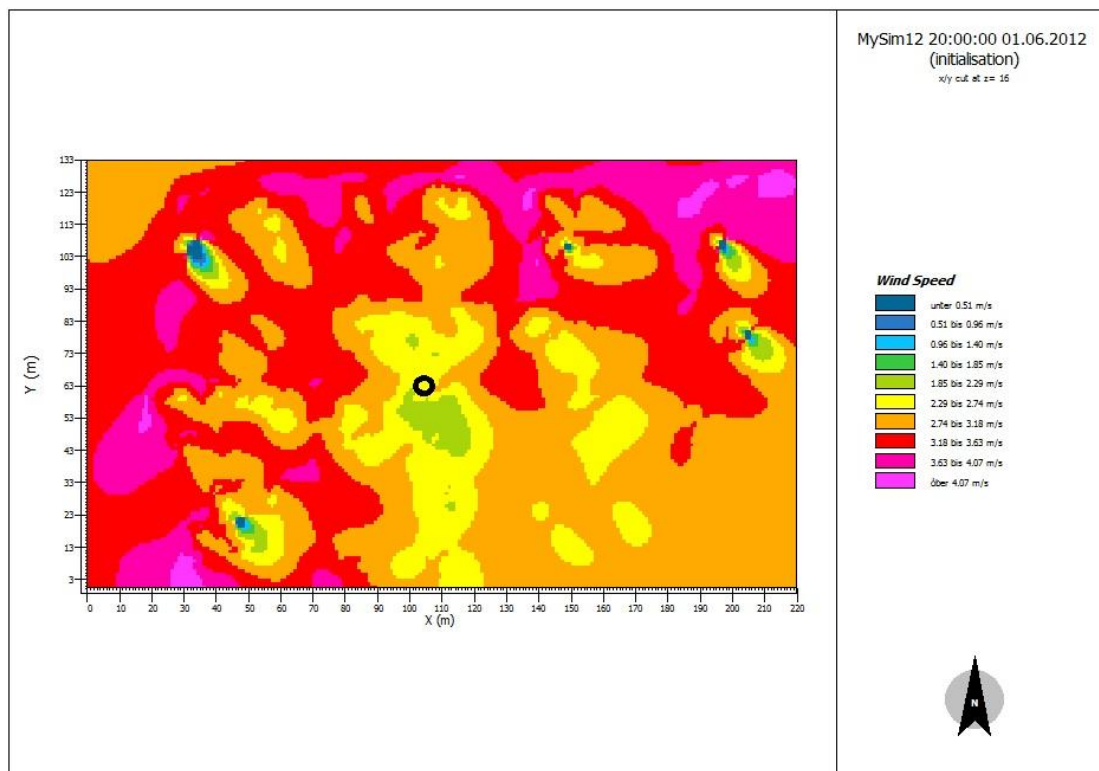 MySim12 20:00:00 01.06.2012
(initialisation)
x/y cut at z= 16
133
123
113
103
93
83
73
63
53
43
33
23
13
3
Y (m)
0 10 20 30 40 50 60 70 80 90 100 110 120 130 140 150 160 170 180 190 200 210 220
X (m)
Wind Speed
unter 0.51 m/s
0.51 bis 0.96 m/s
0.96 bis 1.40 m/s
1.40 bis 1.85 m/s
1.85 bis 2.29 m/s
2.29 bis 2.74 m/s
2.74 bis 3.18 m/s
3.18 bis 3.63 m/s
3.63 bis 4.07 m/s
õber 4.07 m/s
N